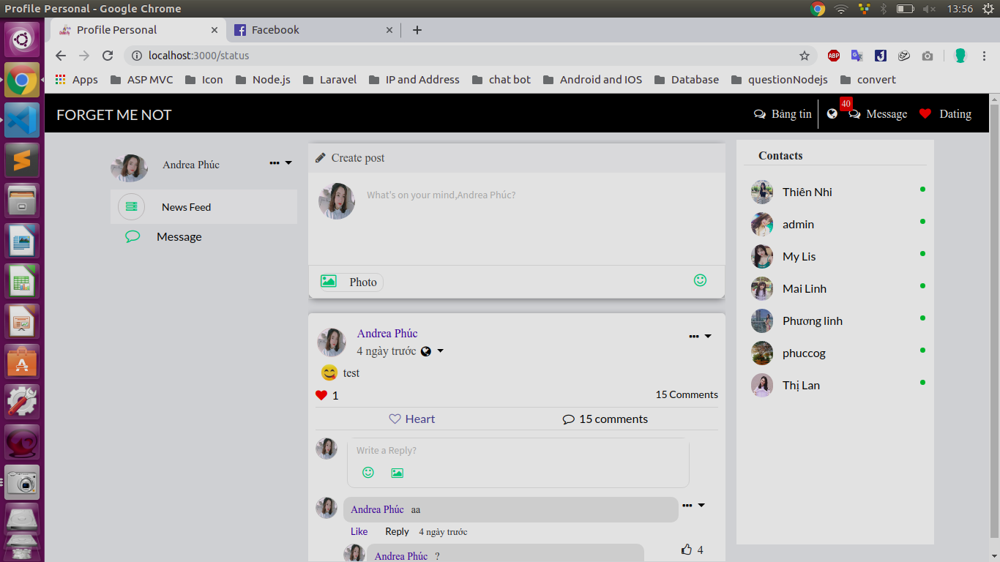 Profile Personal - Google Chrome 13:56
Profile Personal Facebook
localhost:3000/status ABP
Apps ASP MVC Icon Node.js Laravel IP and Address chat bot Android and IOS Database questionNodejs convert
FORGET ME NOT Bảng tin 40 Message Dating
Andrea Phúc
News Feed
Message
Create post
What's on your mind,Andrea Phúc?
Photo
Andrea Phúc
4 ngày trước
test
1 15 Comments
Heart 15 comments
Write a Reply?
Andrea Phúc aa
Like Reply 4 ngày trước
Andrea Phúc ? 4
Contacts
Thiên Nhi
admin
My Lis
Mai Linh
Phương linh
phuccog
Thị Lan